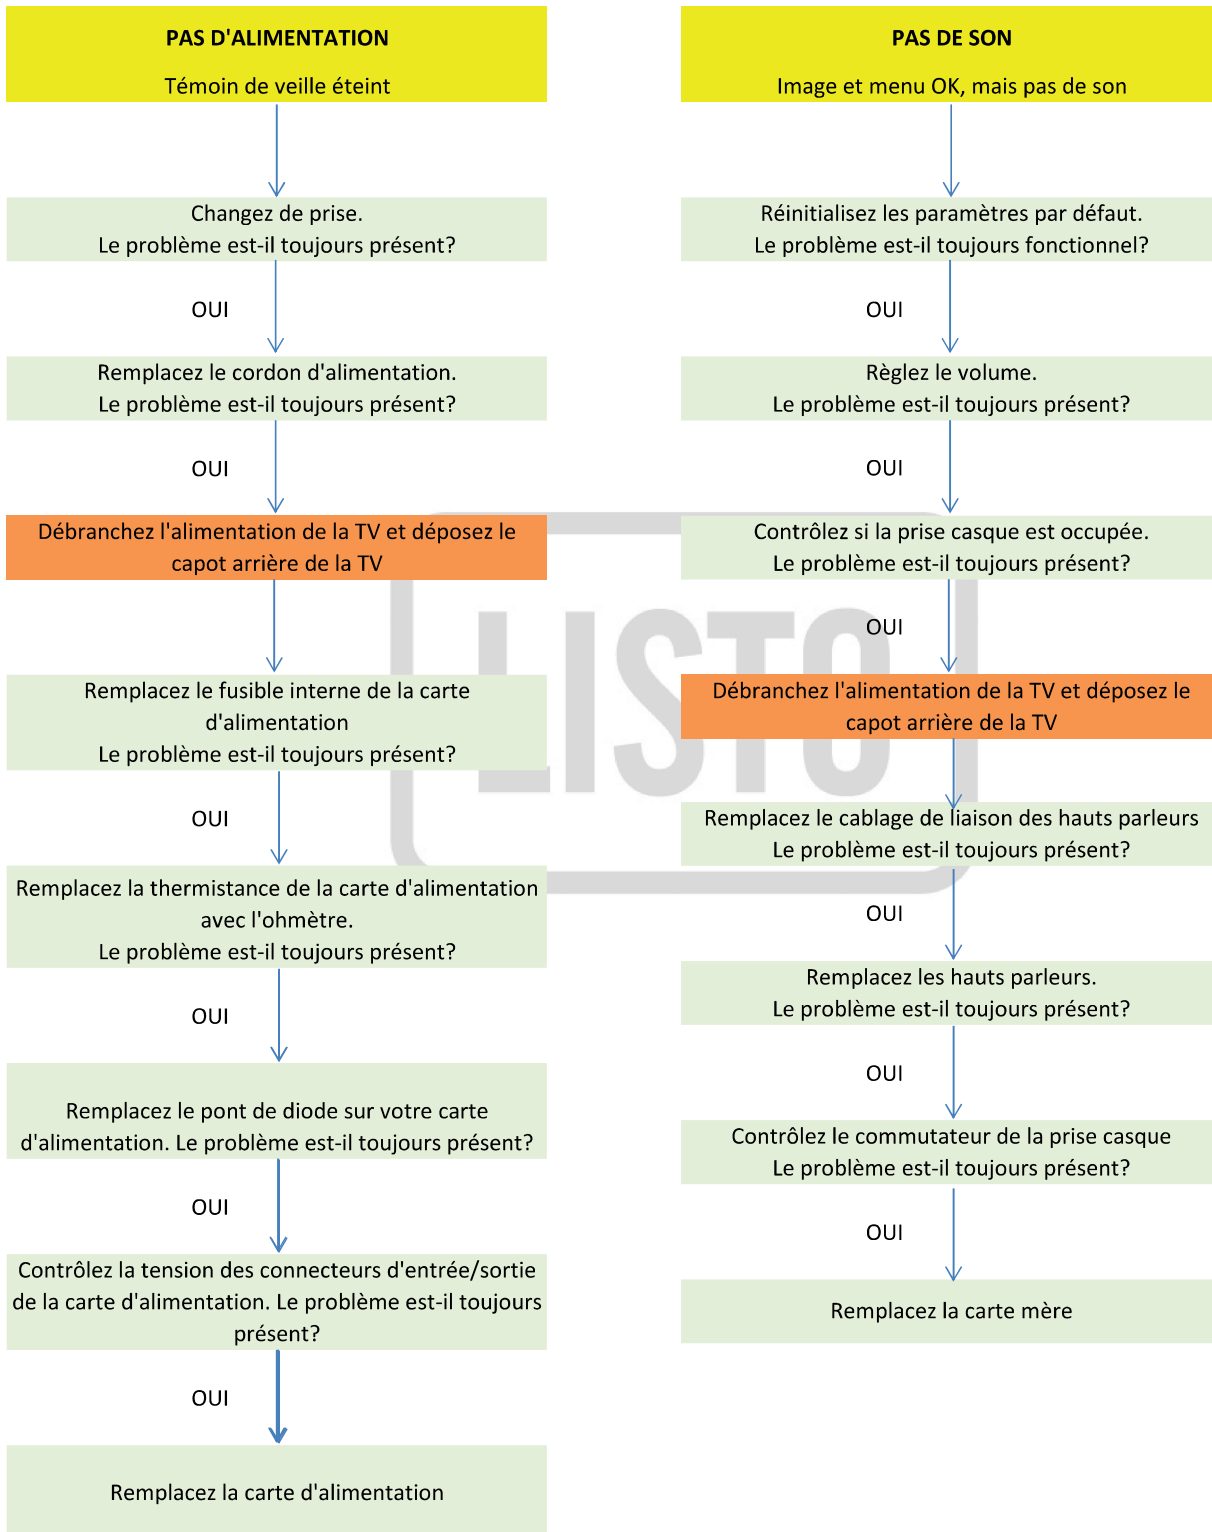 PAS D'ALIMENTATION
Témoin de veille éteint
Changez de prise.
Le problème est-il toujours présent?
OUI
Remplacez le cordon d'alimentation.
Le problème est-il toujours présent?
OUI
Débranchez l'alimentation de la TV et déposez le
capot arrière de la TV
Remplacez le fusible interne de la carte
d'alimentation
Le problème est-il toujours présent?
OUI
Remplacez la thermistance de la carte d'alimentation
avec l'ohmètre.
Le problème est-il toujours présent?
OUI
Remplacez le pont de diode sur votre carte
d'alimentation. Le problème est-il toujours présent?
OUI
Contrôlez la tension des connecteurs d'entrée/sortie
de la carte d'alimentation. Le problème est-il toujours
présent?
OUI
Remplacez la carte d'alimentation
PAS DE SON
Image et menu OK, mais pas de son
Réinitialisez les paramètres par défaut.
Le problème est-il toujours fonctionnel?
OUI
Règlez le volume.
Le problème est-il toujours présent?
OUI
Contrôlez si la prise casque est occupée.
Le problème est-il toujours présent?
OUI
Débranchez l'alimentation de la TV et déposez le
capot arrière de la TV
Remplacez le cablage de liaison des hauts parleurs
Le problème est-il toujours présent?
OUI
Remplacez les hauts parleurs.
Le problème est-il toujours présent?
OUI
Contrôlez le commutateur de la prise casque
Le problème est-il toujours présent?
OUI
Remplacez la carte mère
LISTO